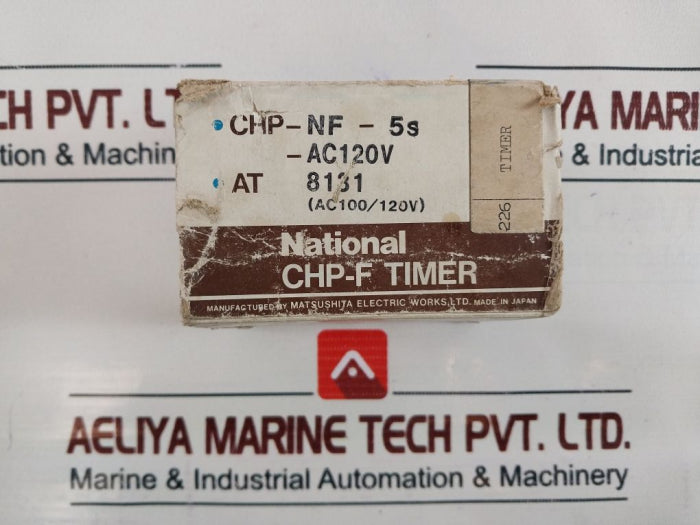 CH PVT. LT
tion & Machin
YA MARIN
& Industria
• CHP-NF - 5s
-AC120V
• AT 8131
(AC100/120V)
226 TIMER
National
CHP-F TIMER
MANUFACTURED BY MATSUSHITA ELECTRIC WORKS, LTD. MADE IN JAPAN
AELIYA MARINE TECH PVT. LTD.
Marine & Industrial Automation & Machinery